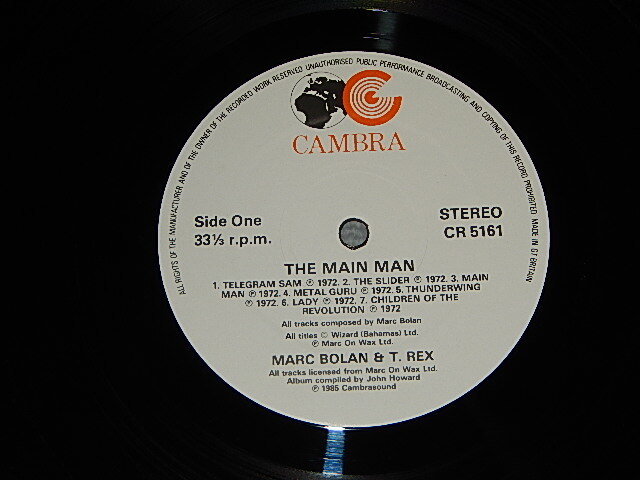 ALL RIGHTS OF THE MANUFACTURER AND OF THE OWNER OF THE RECORDED WORK RESERVED UNAUTHORISED PUBLIC PERFORMANCE BROADCASTING AND COPYING OF THIS RECORD PROHIBITED MADE IN GT BRITAIN
CAMBRA
Side One
33⅓ r.p.m.
STEREO
CR 5161
THE MAIN MAN
1. TELEGRAM SAM ℗ 1972. 2. THE SLIDER ℗ 1972. 3. MAIN
MAN ℗ 1972. 4. METAL GURU ℗ 1972. 5. THUNDERWING
℗ 1972. 6. LADY ℗ 1972. 7. CHILDREN OF THE
REVOLUTION ℗ 1972
All tracks composed by Marc Bolan
All titles © Wizard (Bahamas) Ltd.
℗ Marc On Wax Ltd.
MARC BOLAN & T. REX
All tracks licensed from Marc On Wax Ltd.
Album compiled by John Howard
℗ 1985 Cambrasound